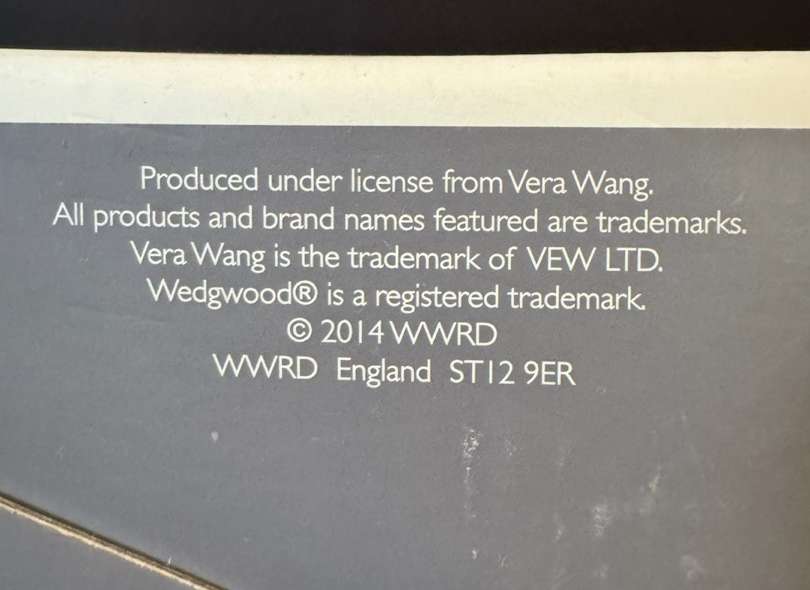 Produced under license from Vera Wang.
All products and brand names featured are trademarks.
Vera Wang is the trademark of VEW LTD.
Wedgwood® is a registered trademark.
© 2014 WWRD
WWRD England ST12 9ER